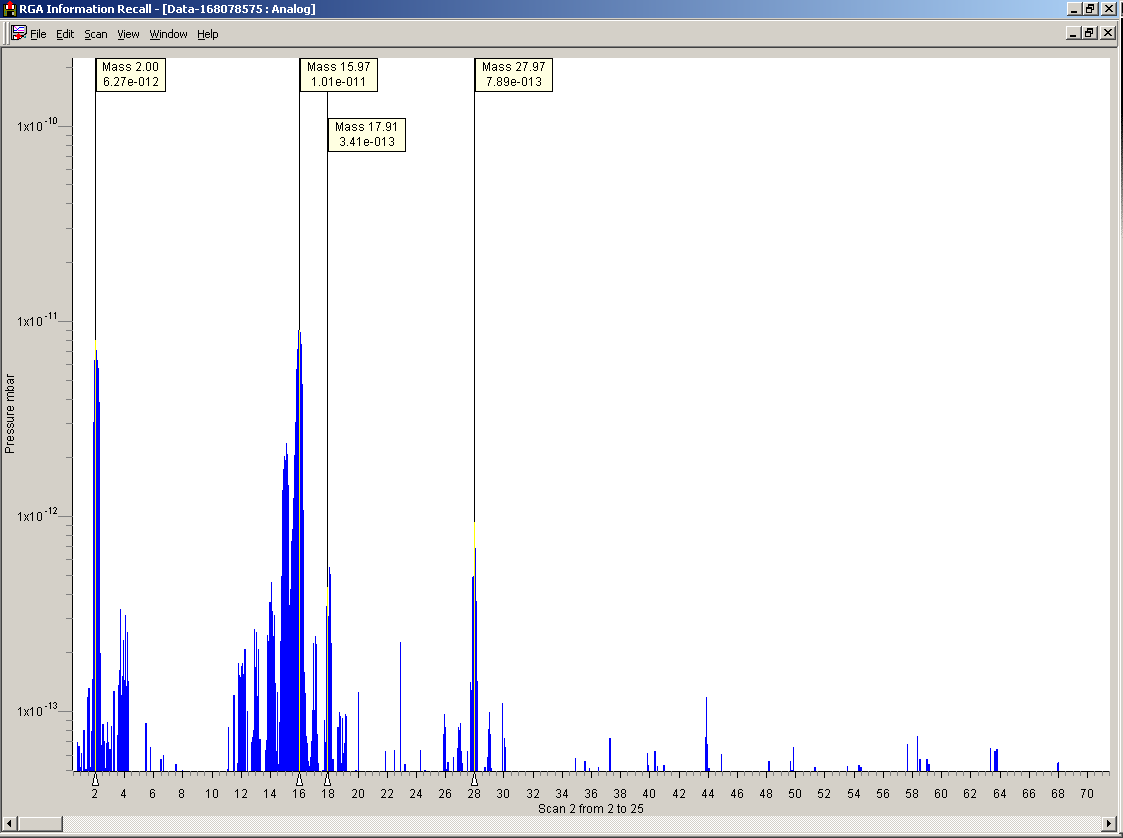 RGA Information Recall - [Data-168078575 : Analog]
File Edit Scan View Window Help
Mass 2.00
6.27e-012
Mass 15.97
1.01e-011
Mass 27.97
7.89e-013
Mass 17.91
3.41e-013
1x10-10
1x10-11
1x10-12
1x10-13
Pressure mbar
2 4 6 8 10 12 14 16 18 20 22 24 26 28 30 32 34 36 38 40 42 44 46 48 50 52 54 56 58 60 62 64 66 68 70
Scan 2 from 2 to 25